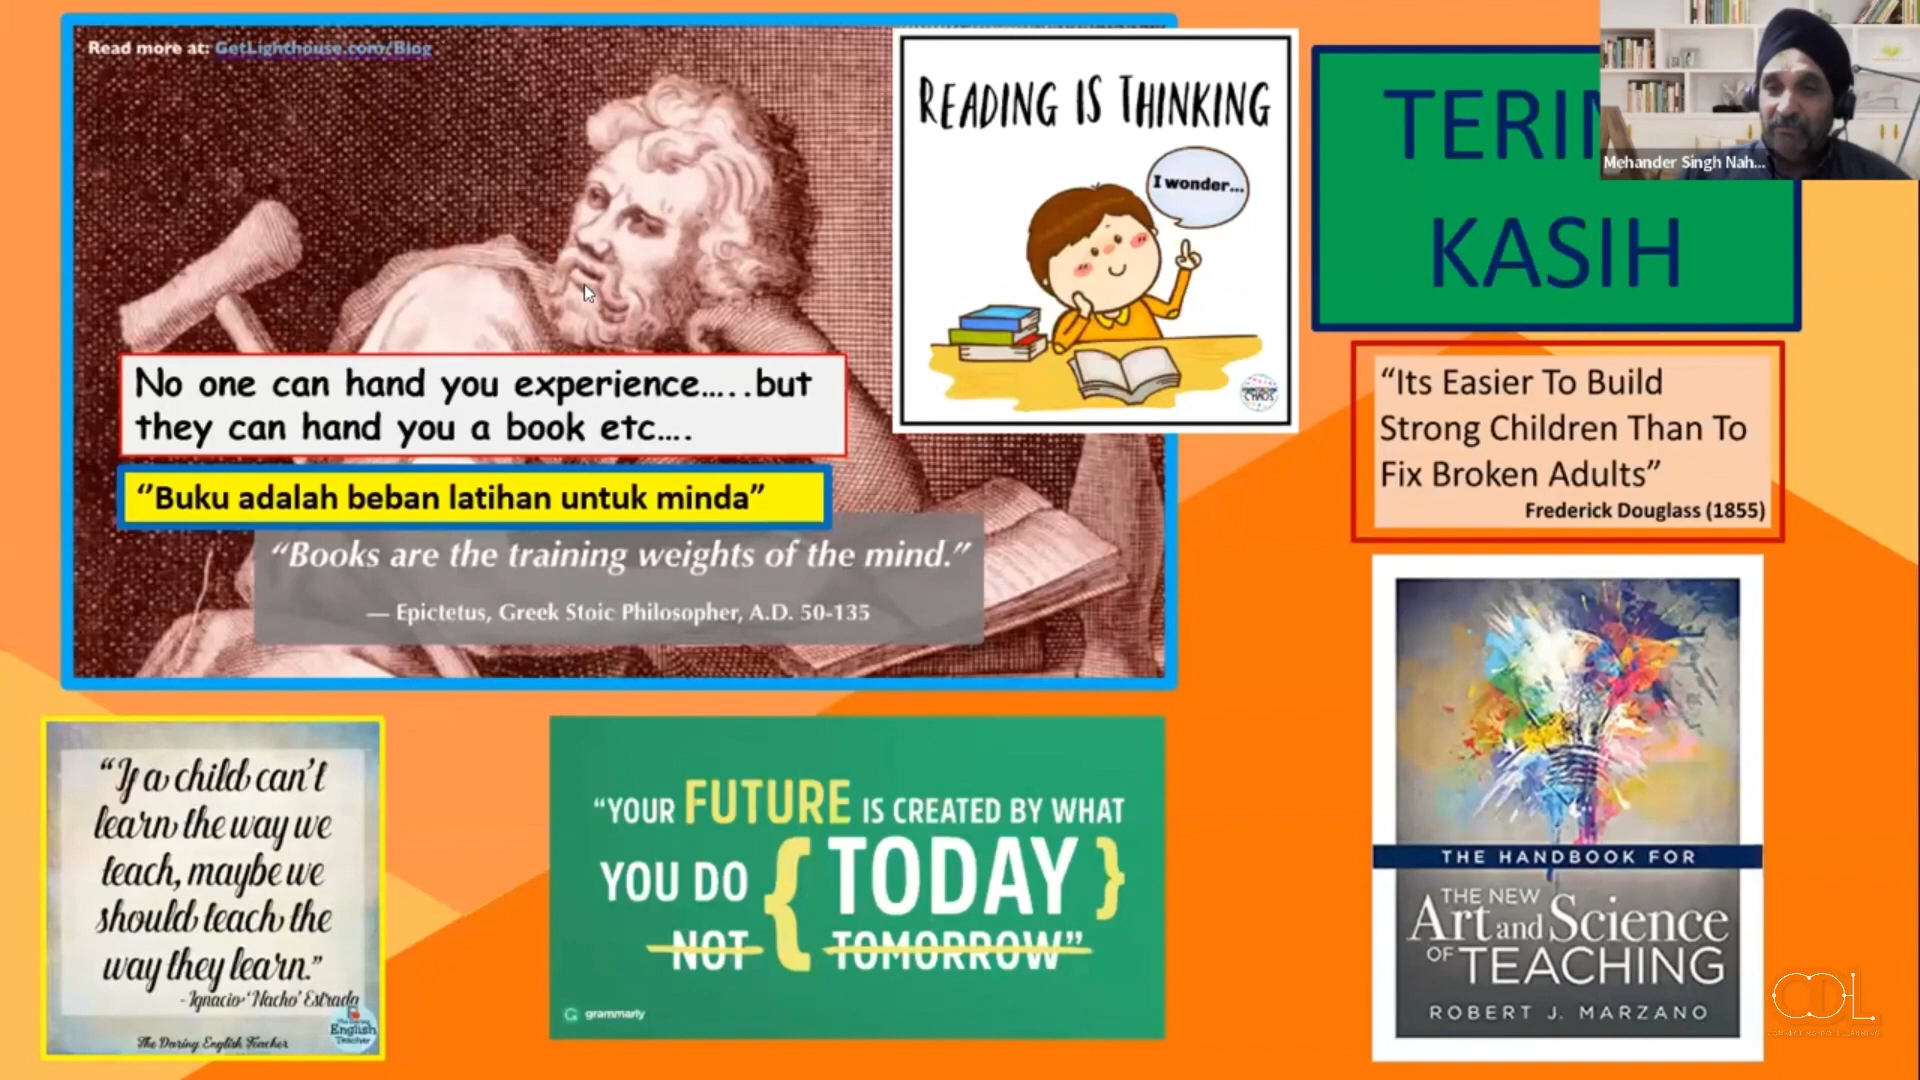 Read more at: GetLighthouse.com/Blog
No one can hand you experience.....but
they can hand you a book etc....
“Buku adalah beban latihan untuk minda”
“Books are the training weights of the mind.”
— Epictetus, Greek Stoic Philosopher, A.D. 50-135
READING IS THINKING
I wonder...
KASIH
Mehander Singh Nah...
“Its Easier To Build
Strong Children Than To
Fix Broken Adults”
Frederick Douglass (1855)
“If a child can’t
learn the way we
teach, maybe we
should teach the
way they learn.”
- Ignacio ‘Nacho’ Estrada
The Daring English Teacher
The Daring
English
Teacher
“YOUR FUTURE IS CREATED BY WHAT
YOU DO { TODAY }
NOT TOMORROW”
grammarly
THE HANDBOOK FOR
THE NEW
Art and Science
OF TEACHING
ROBERT J. MARZANO